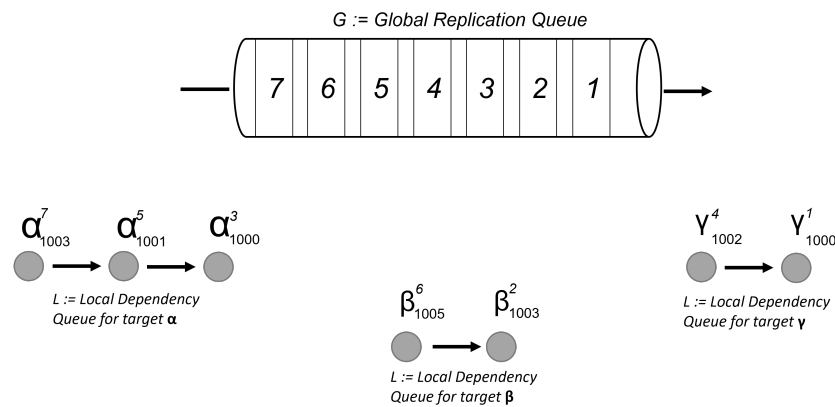 G := Global Replication Queue
7 6 5 4 3 2 1
α⁷₁₀₀₃ α⁵₁₀₀₁ α³₁₀₀₀
L := Local Dependency
Queue for target α
β⁶₁₀₀₅ β²₁₀₀₃
L := Local Dependency
Queue for target β
γ⁴₁₀₀₂ γ¹₁₀₀₀
L := Local Dependency
Queue for target γ